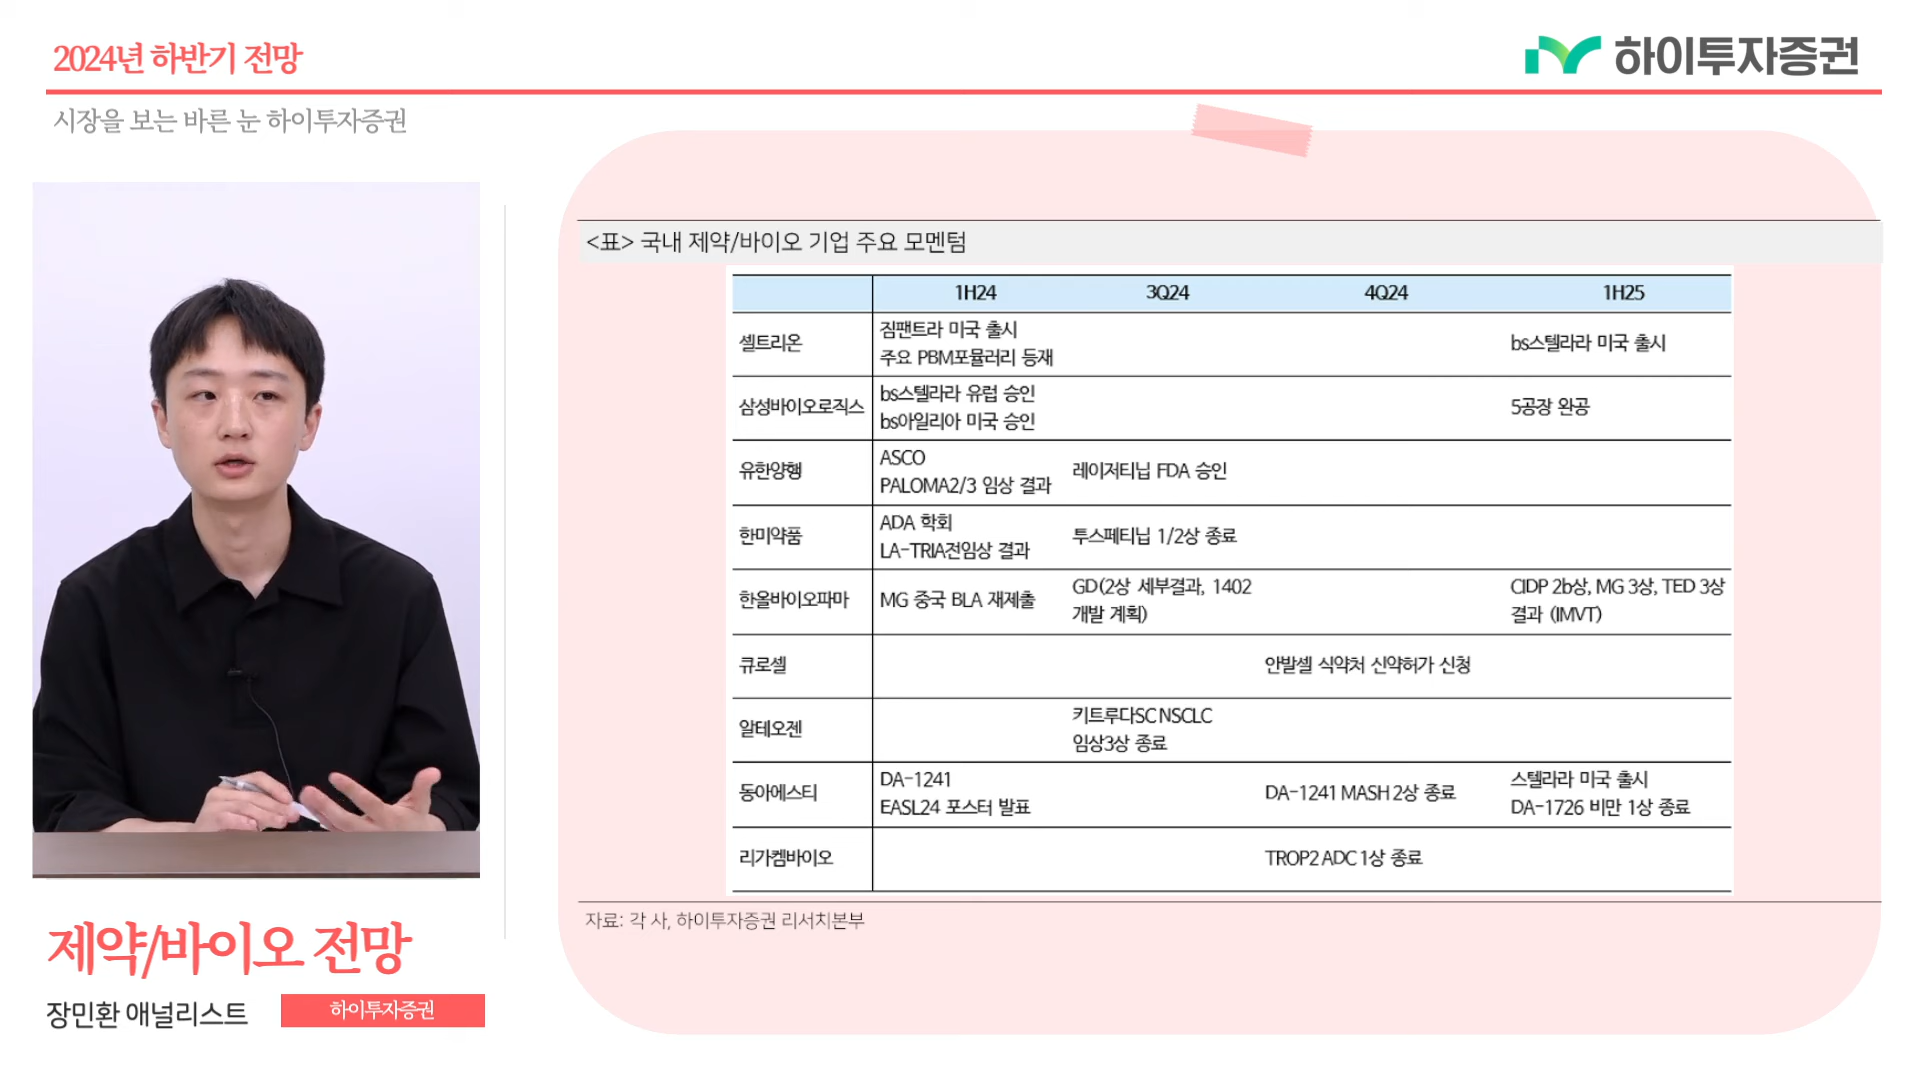 2024년 하반기 전망
하이투자증권
시장을 보는 바른 눈 하이투자증권
<표> 국내 제약/바이오 기업 주요 모멘텀
1H24 3Q24 4Q24 1H25
셀트리온
짐팬트라 미국 출시
주요 PBM포뮬러리 등재
bs스텔라라 미국 출시
삼성바이오로직스
bs스텔라라 유럽 승인
bs아일리아 미국 승인
5공장 완공
유한양행
ASCO
PALOMA2/3 임상 결과
레이저티닙 FDA 승인
한미약품
ADA 학회
LA-TRIA전임상 결과
투스페티닙 1/2상 종료
한올바이오파마
MG 중국 BLA 재제출
GD(2상 세부결과, 1402
개발 계획)
CIDP 2b상, MG 3상, TED 3상
결과 (IMVT)
큐로셀
안발셀 식약처 신약허가 신청
알테오젠
키트루다SC NSCLC
임상3상 종료
동아에스티
DA-1241
EASL24 포스터 발표
DA-1241 MASH 2상 종료
스텔라라 미국 출시
DA-1726 비만 1상 종료
리가켐바이오
TROP2 ADC 1상 종료
자료: 각 사, 하이투자증권 리서치본부
제약/바이오 전망
장민환 애널리스트
하이투자증권